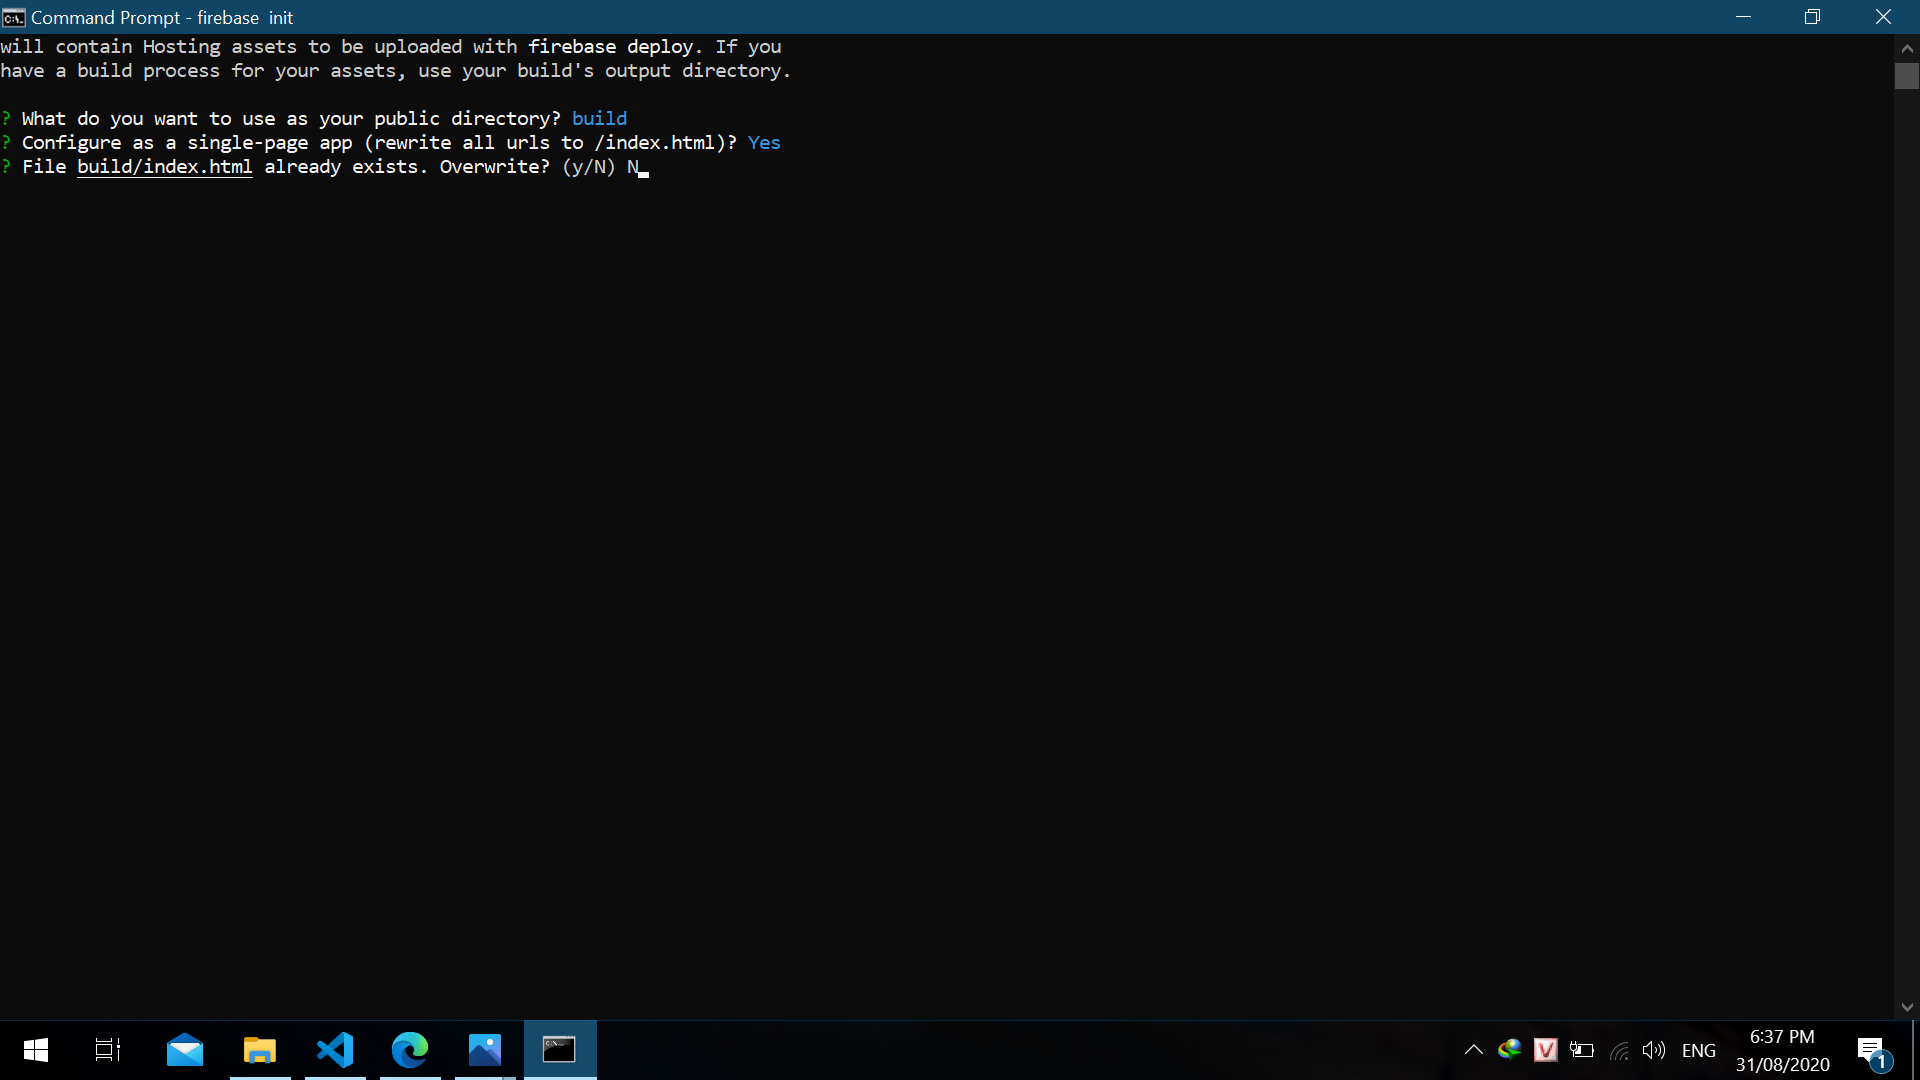 Command Prompt - firebase  init
will contain Hosting assets to be uploaded with firebase deploy. If you
have a build process for your assets, use your build's output directory.
? What do you want to use as your public directory? build
? Configure as a single-page app (rewrite all urls to /index.html)? Yes
? File build/index.html already exists. Overwrite? (y/N) N
ENG
6:37 PM
31/08/2020
1